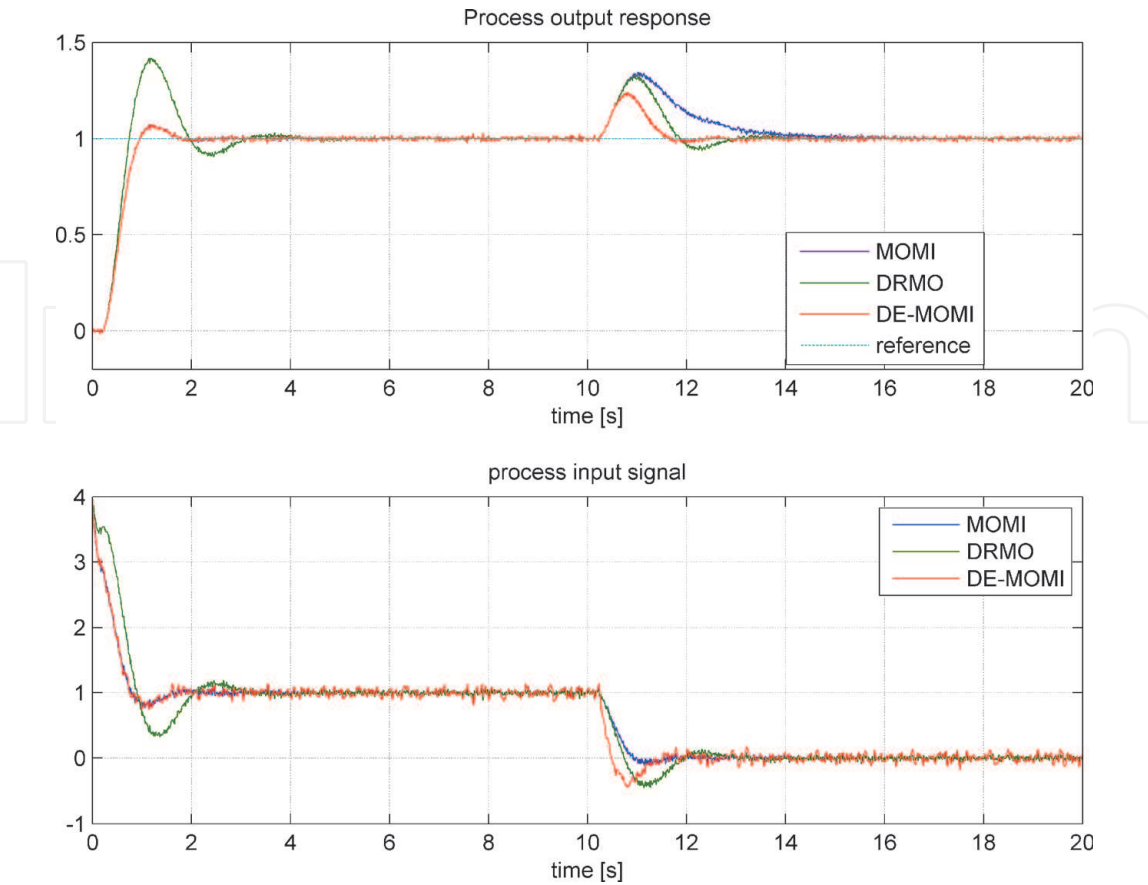 Process output response
1.5
1
0.5
0
0 2 4 6 8 10 12 14 16 18 20
time [s]
MOMI
DRMO
DE-MOMI
reference
process input signal
4
3
2
1
0
-1
0 2 4 6 8 10 12 14 16 18 20
time [s]
MOMI
DRMO
DE-MOMI